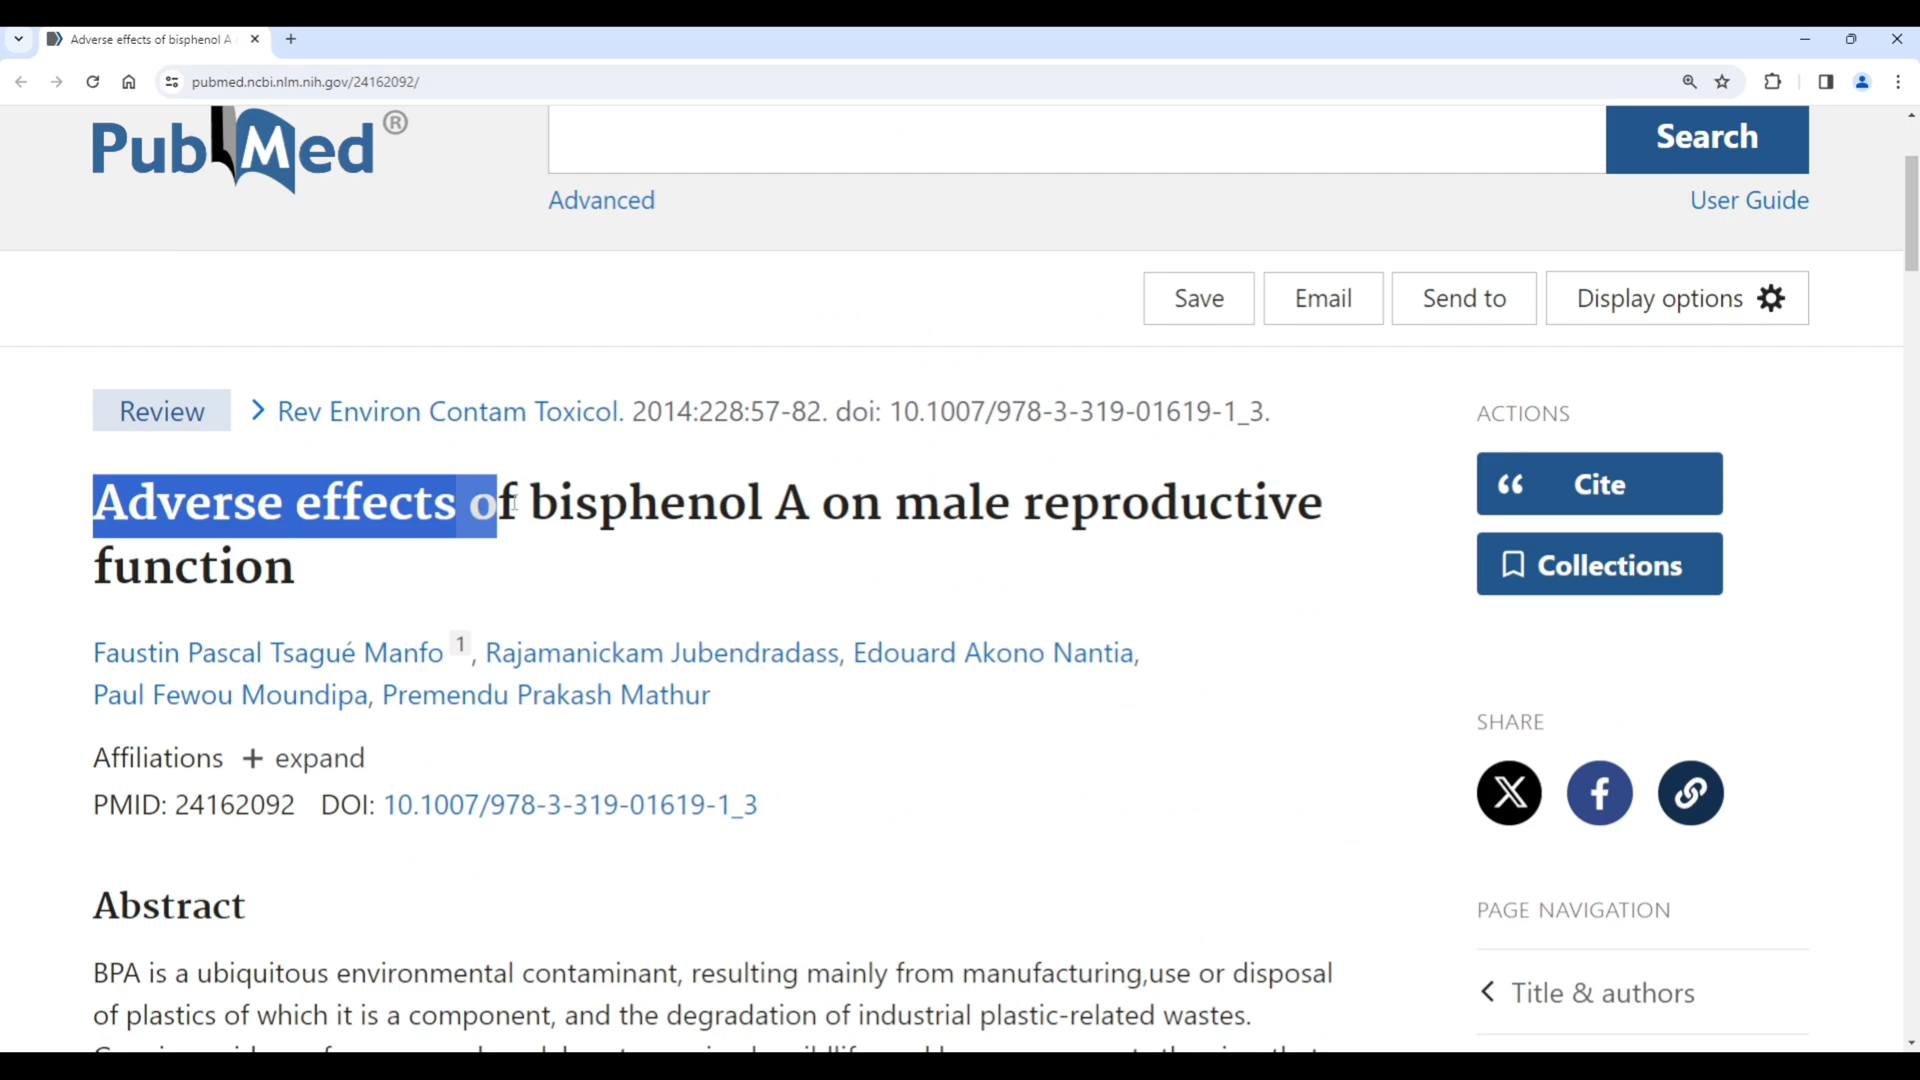 Adverse effects of bisphenol A
pubmed.ncbi.nlm.nih.gov/24162092/
PubMed®
Search
Advanced
User Guide
Save
Email
Send to
Display options
Review
Rev Environ Contam Toxicol. 2014:228:57-82. doi: 10.1007/978-3-319-01619-1_3.
ACTIONS
Adverse effects of bisphenol A on male reproductive
function
Cite
Collections
Faustin Pascal Tsagué Manfo 1, Rajamanickam Jubendradass, Edouard Akono Nantia,
Paul Fewou Moundipa, Premendu Prakash Mathur
SHARE
Affiliations + expand
PMID: 24162092 DOI: 10.1007/978-3-319-01619-1_3
Abstract
PAGE NAVIGATION
BPA is a ubiquitous environmental contaminant, resulting mainly from manufacturing,use or disposal
of plastics of which it is a component, and the degradation of industrial plastic-related wastes.
Title & authors